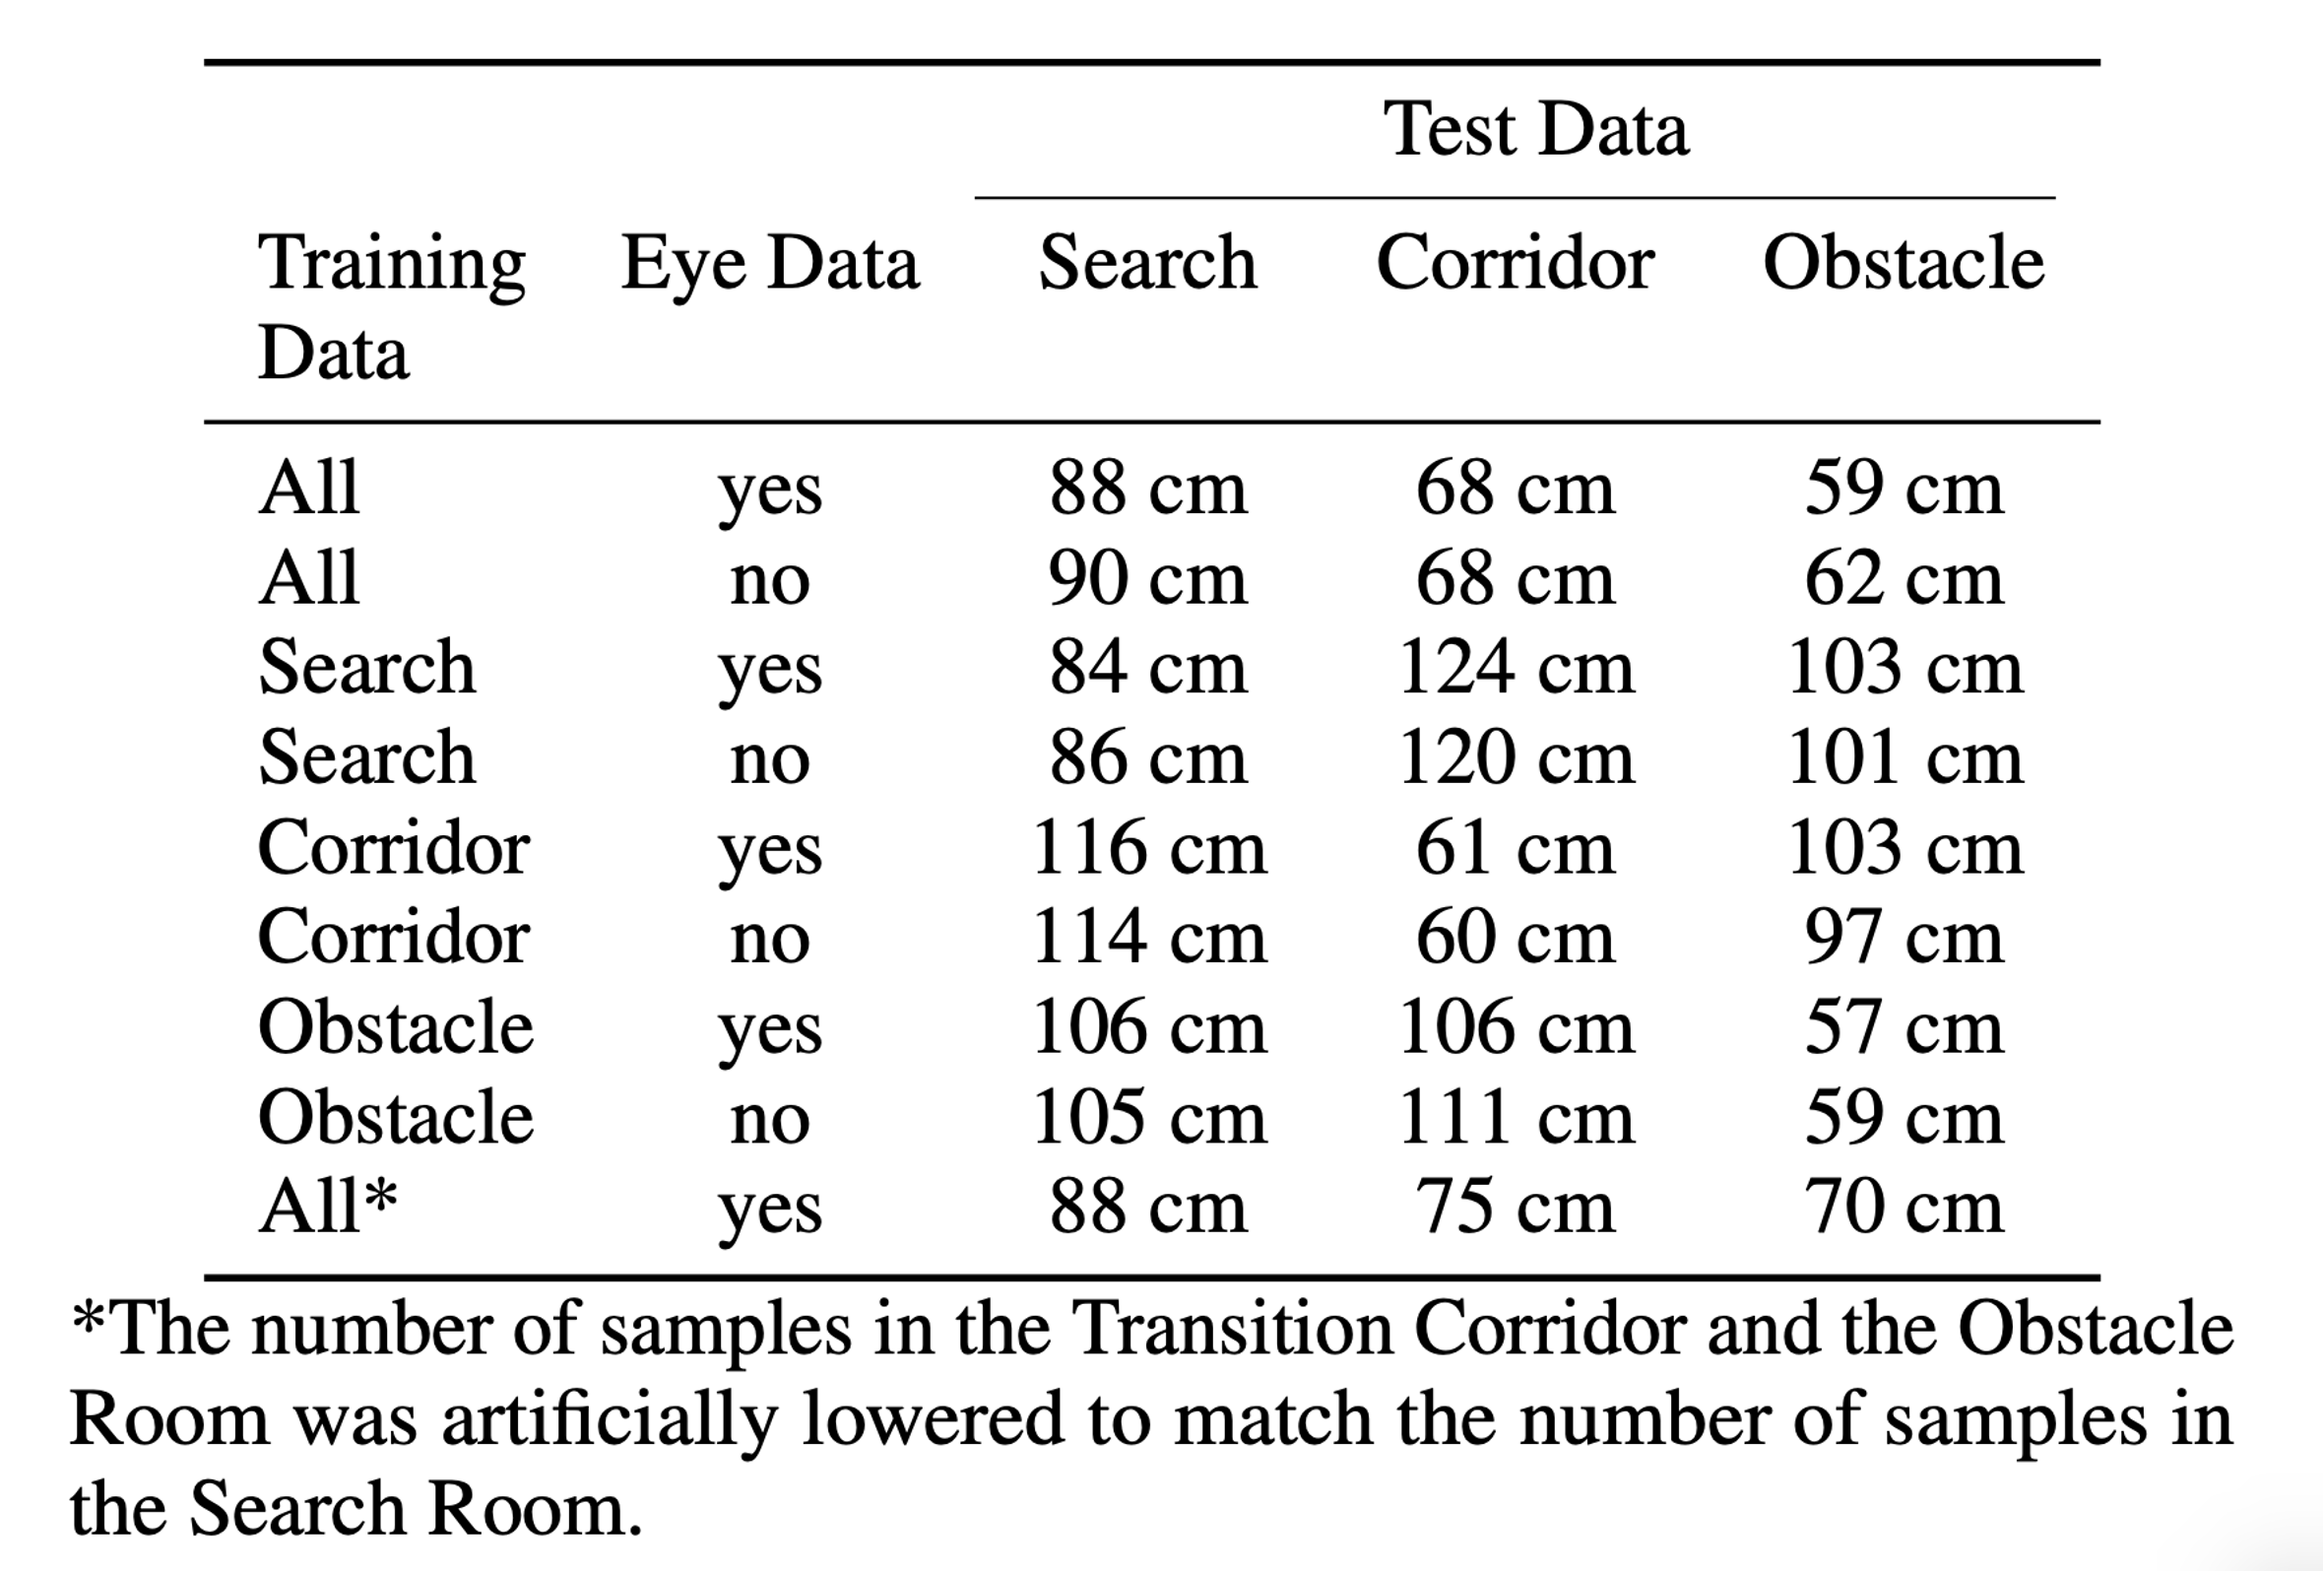 Test Data
Training Eye Data Search Corridor Obstacle
Data
All yes 88 cm 68 cm 59 cm
All no 90 cm 68 cm 62 cm
Search yes 84 cm 124 cm 103 cm
Search no 86 cm 120 cm 101 cm
Corridor yes 116 cm 61 cm 103 cm
Corridor no 114 cm 60 cm 97 cm
Obstacle yes 106 cm 106 cm 57 cm
Obstacle no 105 cm 111 cm 59 cm
All* yes 88 cm 75 cm 70 cm
*The number of samples in the Transition Corridor and the Obstacle
Room was artificially lowered to match the number of samples in
the Search Room.